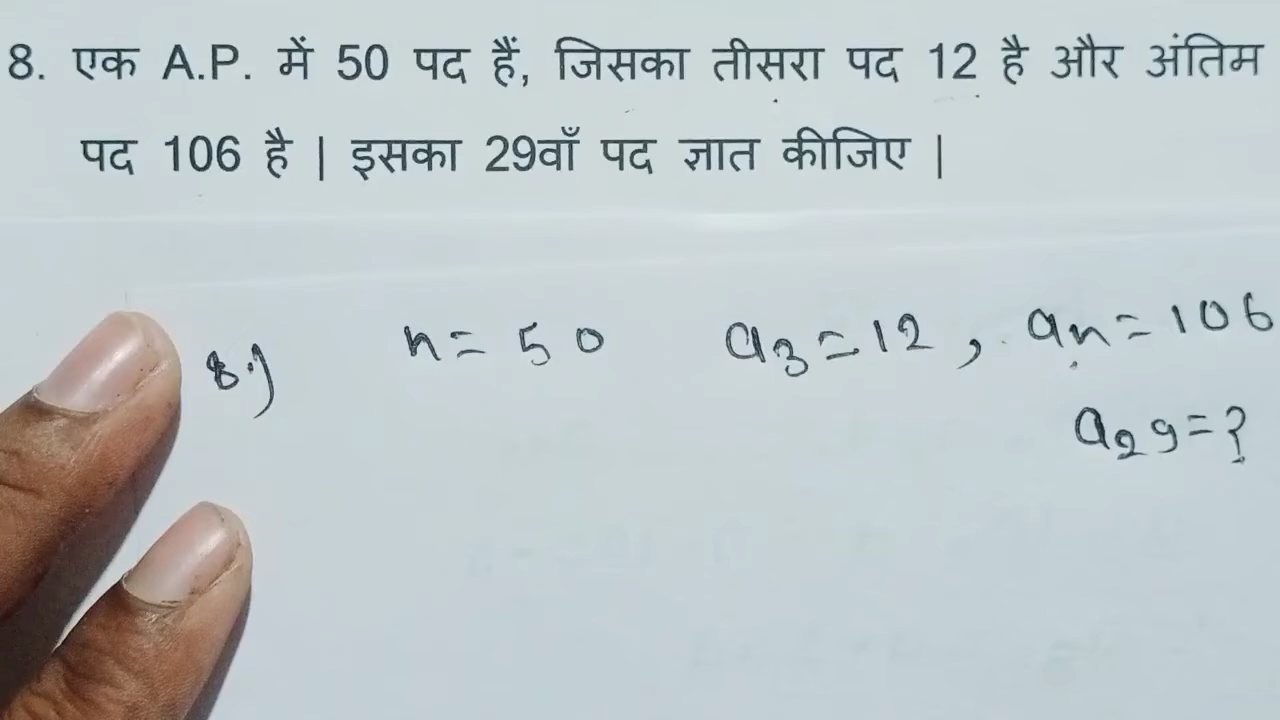 8. एक A.P. में 50 पद हैं, जिसका तीसरा पद 12 है और अंतिम
पद 106 है | इसका 29वाँ पद ज्ञात कीजिए |
8.) n = 50 a3 = 12 , an = 106
a29 = ?